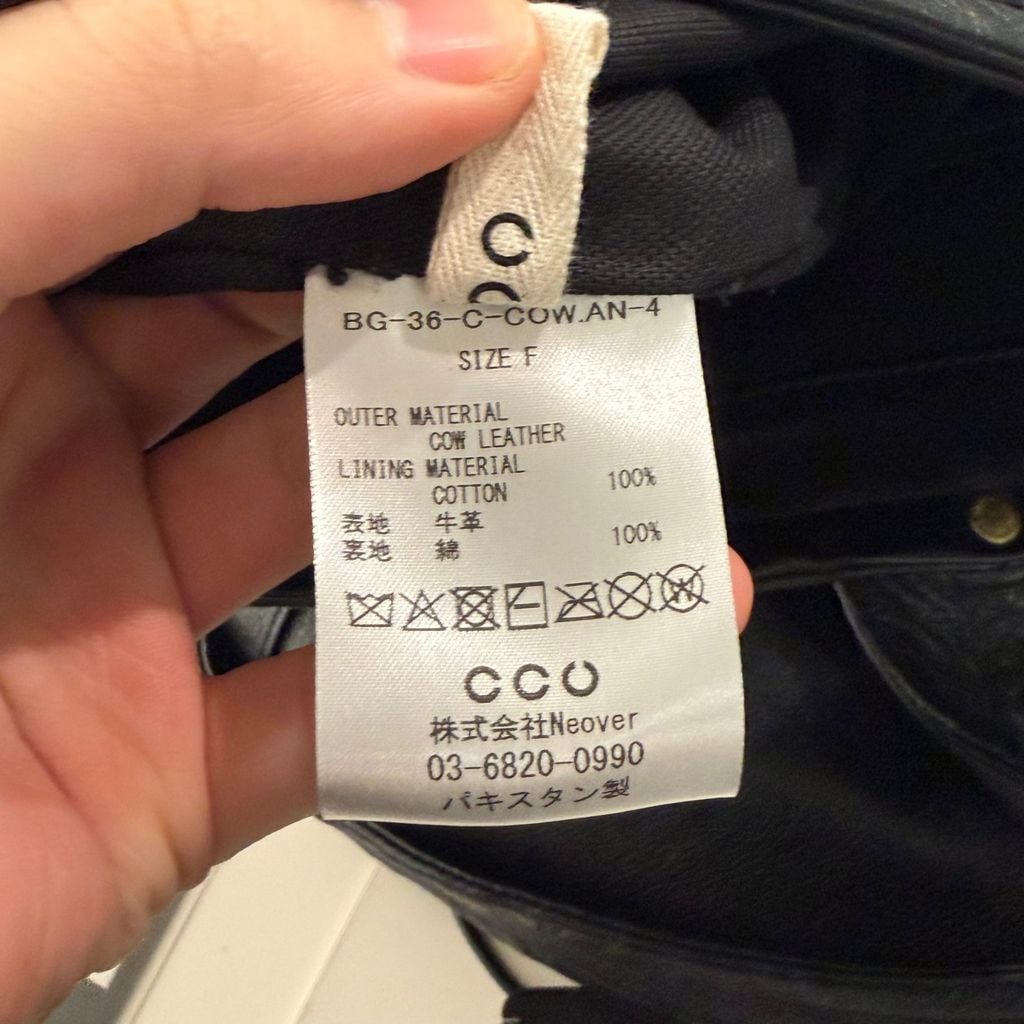 C
BG-36-C-COW.AN-4
SIZE F
OUTER MATERIAL
COW LEATHER
LINING MATERIAL 100%
COTTON
表地 牛革 100%
裏地 綿
W
CCU
株式会社Neover
03-6820-0990
パキスタン製